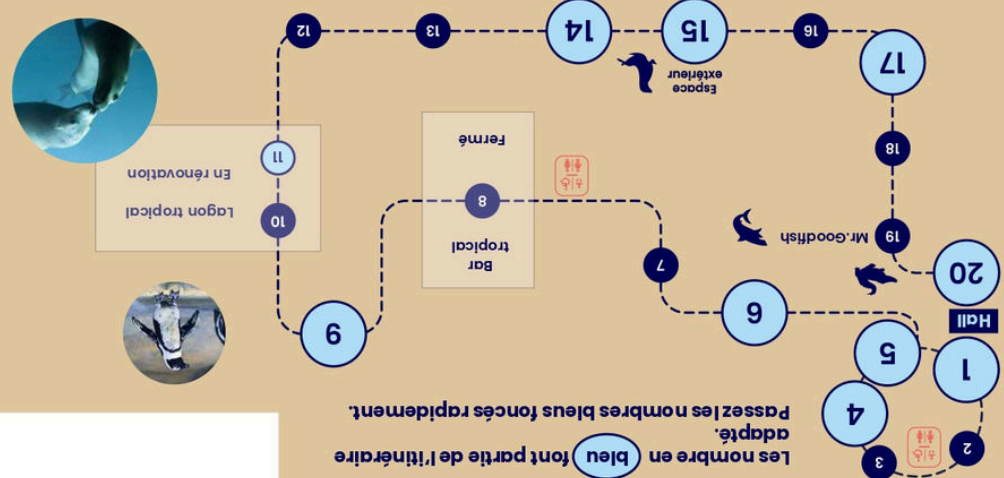 Les nombre en bleu font partie de l'itinéraire
adapté.
Passez les nombres bleus foncés rapidement.
2
3
4
1
5
Hall
6
9
20
7
Bar
tropical
8
Fermé
19
Mr.Goodfish
10
Lagon tropical
11
En rénovation
18
17
Espace
extérieur
16
15
14
13
12